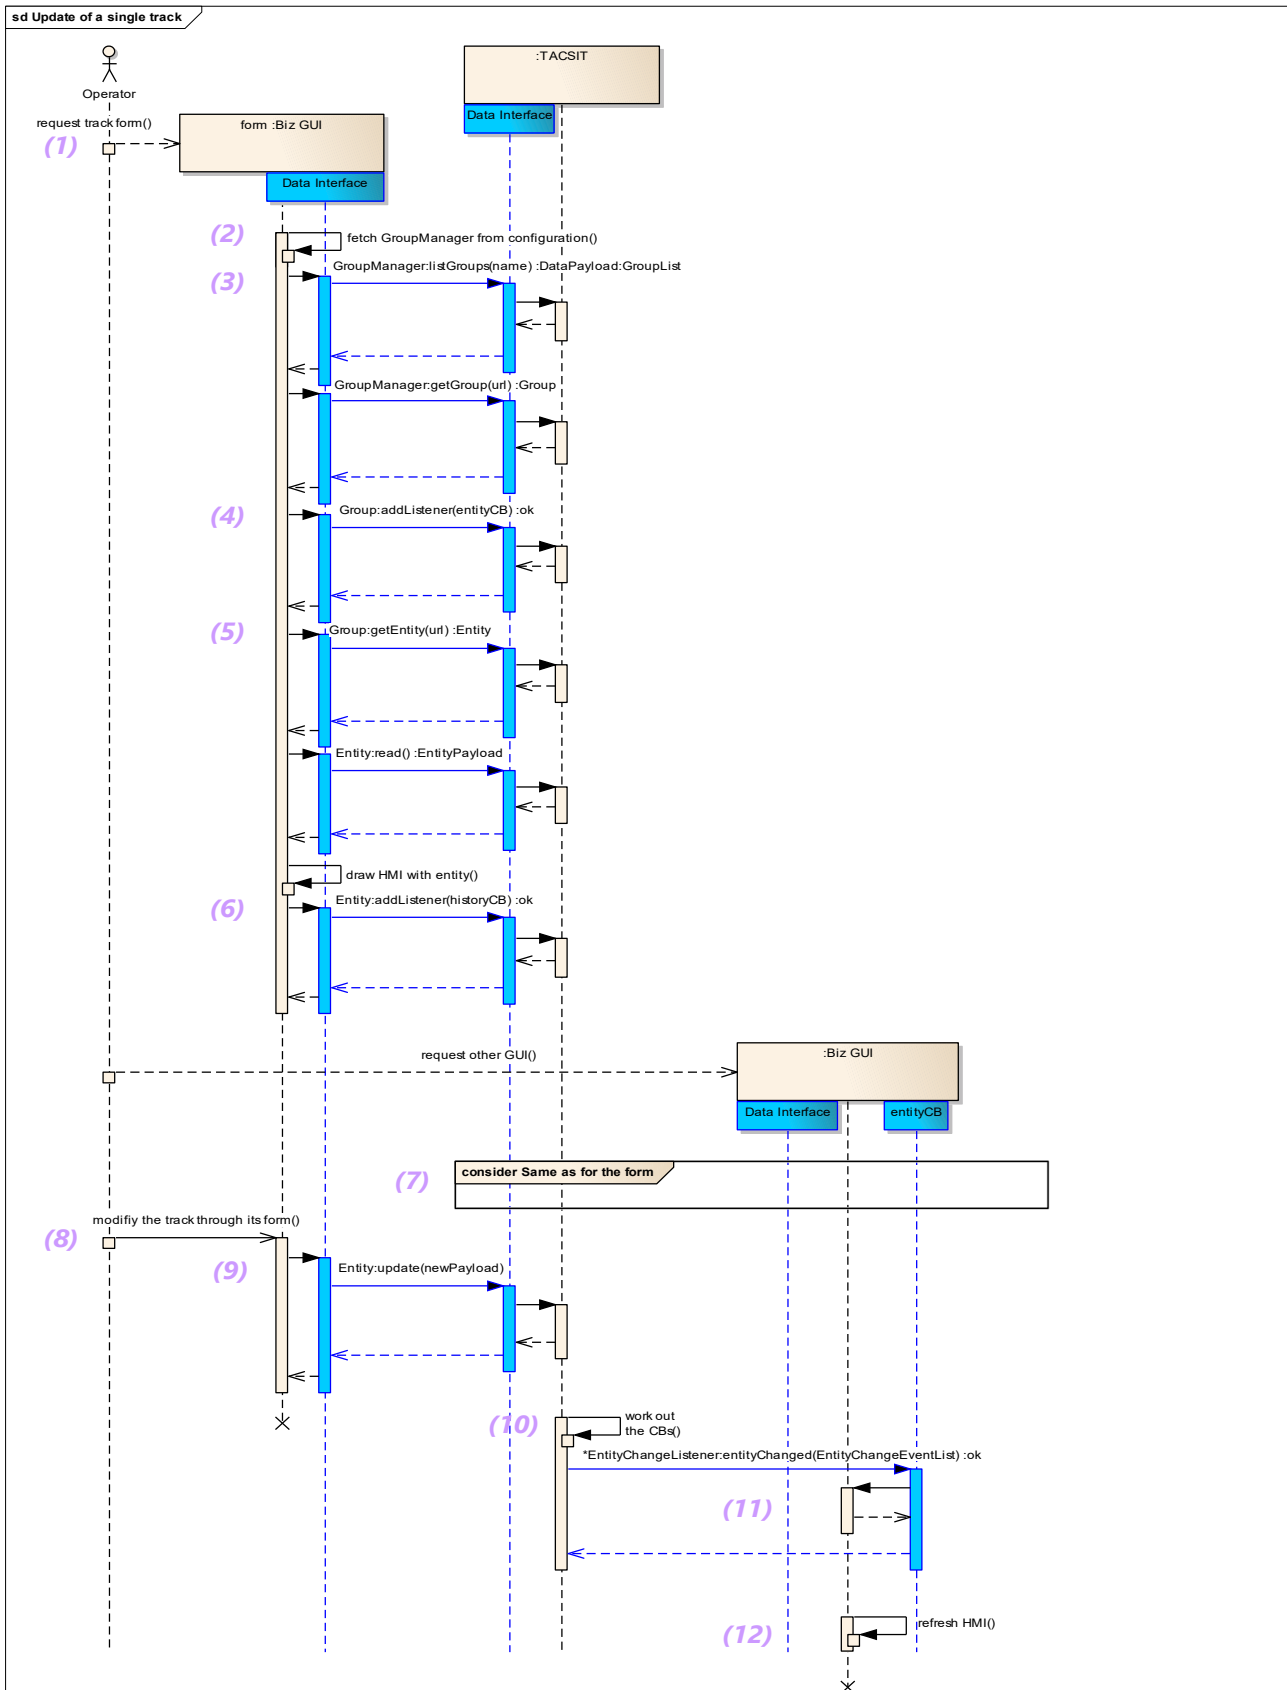 sd Update of a single track
:TACSIT
Operator
Data Interface
request track form()
form :Biz GUI
(1)
Data Interface
(2)
fetch GroupManager from configuration()
GroupManager:listGroups(name) :DataPayload:GroupList
(3)
GroupManager:getGroup(url) :Group
(4)
Group:addListener(entityCB) :ok
(5)
Group:getEntity(url) :Entity
Entity:read() :EntityPayload
draw HMI with entity()
Entity:addListener(historyCB) :ok
(6)
request other GUI()
:Biz GUI
Data Interface
entityCB
(7)
consider Same as for the form
modifiy the track through its form()
(8)
(9)
Entity:update(newPayload)
(10)
work out
the CBs()
*EntityChangeListener:entityChanged(EntityChangeEventList) :ok
(11)
refresh HMI()
(12)